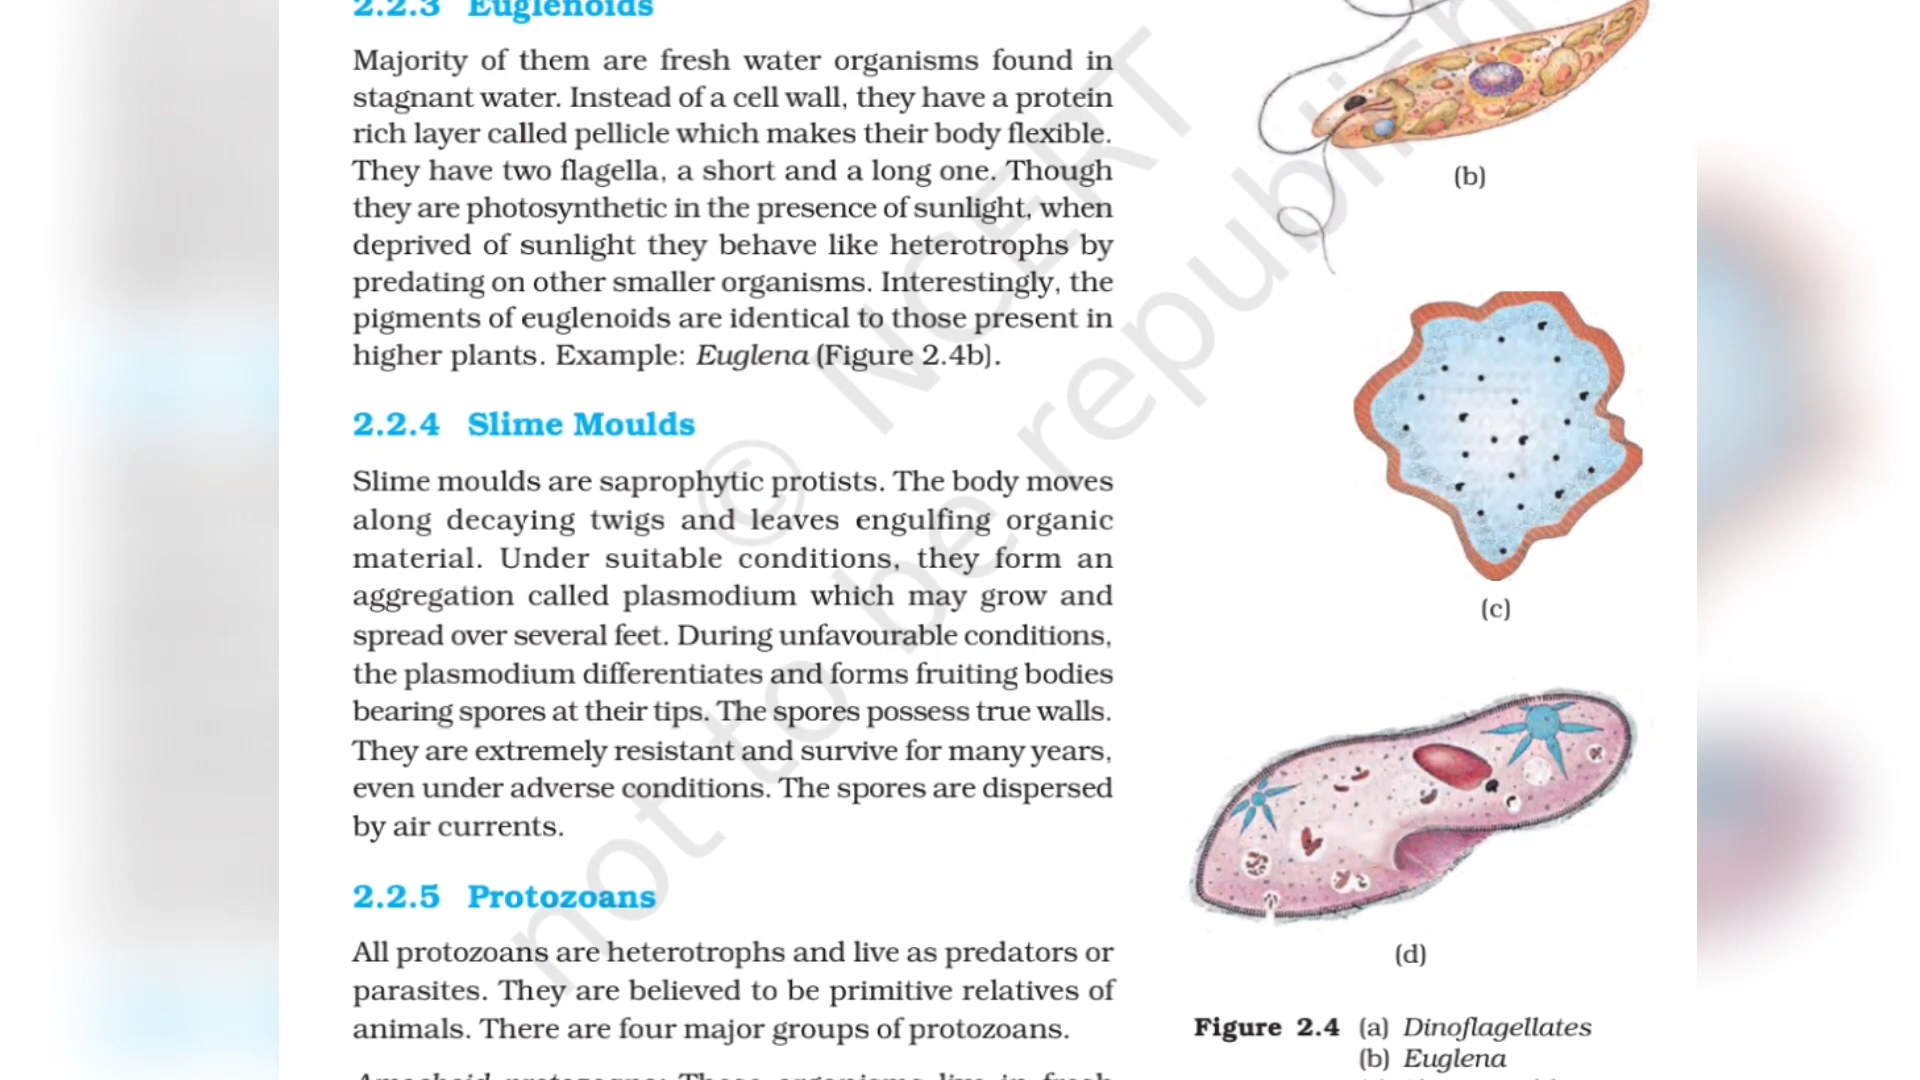 2.2.3 Euglenoids
Majority of them are fresh water organisms found in
stagnant water. Instead of a cell wall, they have a protein
rich layer called pellicle which makes their body flexible.
They have two flagella, a short and a long one. Though
they are photosynthetic in the presence of sunlight, when
deprived of sunlight they behave like heterotrophs by
predating on other smaller organisms. Interestingly, the
pigments of euglenoids are identical to those present in
higher plants. Example: Euglena (Figure 2.4b).
2.2.4 Slime Moulds
Slime moulds are saprophytic protists. The body moves
along decaying twigs and leaves engulfing organic
material. Under suitable conditions, they form an
aggregation called plasmodium which may grow and
spread over several feet. During unfavourable conditions,
the plasmodium differentiates and forms fruiting bodies
bearing spores at their tips. The spores possess true walls.
They are extremely resistant and survive for many years,
even under adverse conditions. The spores are dispersed
by air currents.
2.2.5 Protozoans
All protozoans are heterotrophs and live as predators or
parasites. They are believed to be primitive relatives of
animals. There are four major groups of protozoans.
Amoeboid protozoans: These organisms live in fresh
(b)
(c)
(d)
Figure 2.4 (a) Dinoflagellates
(b) Euglena
© NCERT
not to be republish